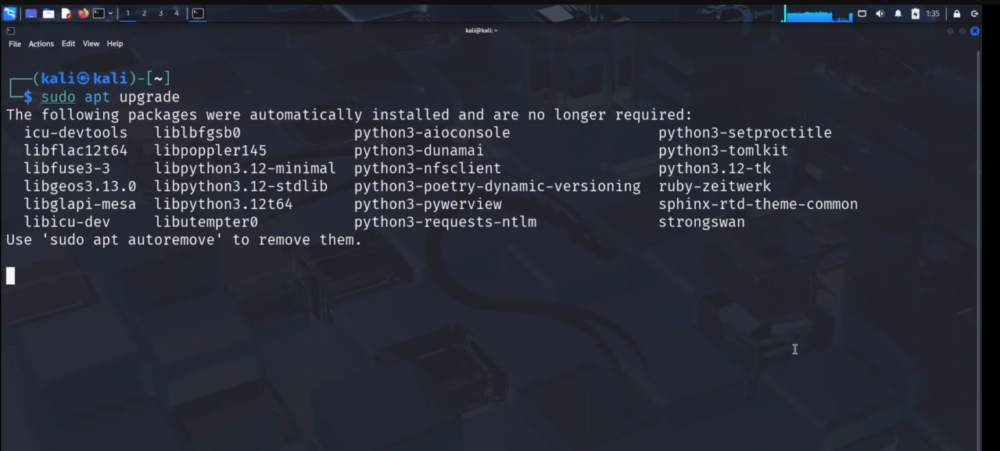 1 2 3 4 1:35
kali@kali: ~
File Actions Edit View Help
┌──(kali㉿kali)-[~]
└─$ sudo apt upgrade
The following packages were automatically installed and are no longer required:
icu-devtools liblbfgsb0 python3-aioconsole python3-setproctitle
libflac12t64 libpoppler145 python3-dunamai python3-tomlkit
libfuse3-3 libpython3.12-minimal python3-nfsclient python3.12-tk
libgeos3.13.0 libpython3.12-stdlib python3-poetry-dynamic-versioning ruby-zeitwerk
libglapi-mesa libpython3.12t64 python3-pywerview sphinx-rtd-theme-common
libicu-dev libutempter0 python3-requests-ntlm strongswan
Use 'sudo apt autoremove' to remove them.